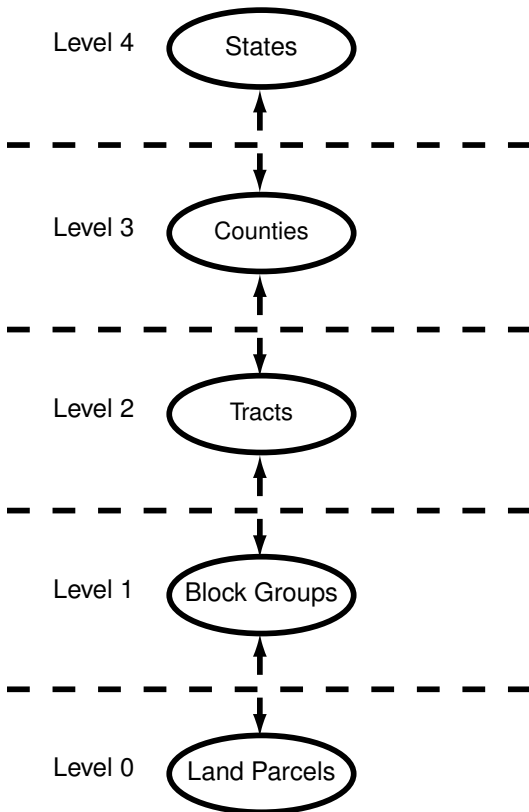 Level 4 States
Level 3 Counties
Level 2 Tracts
Level 1 Block Groups
Level 0 Land Parcels